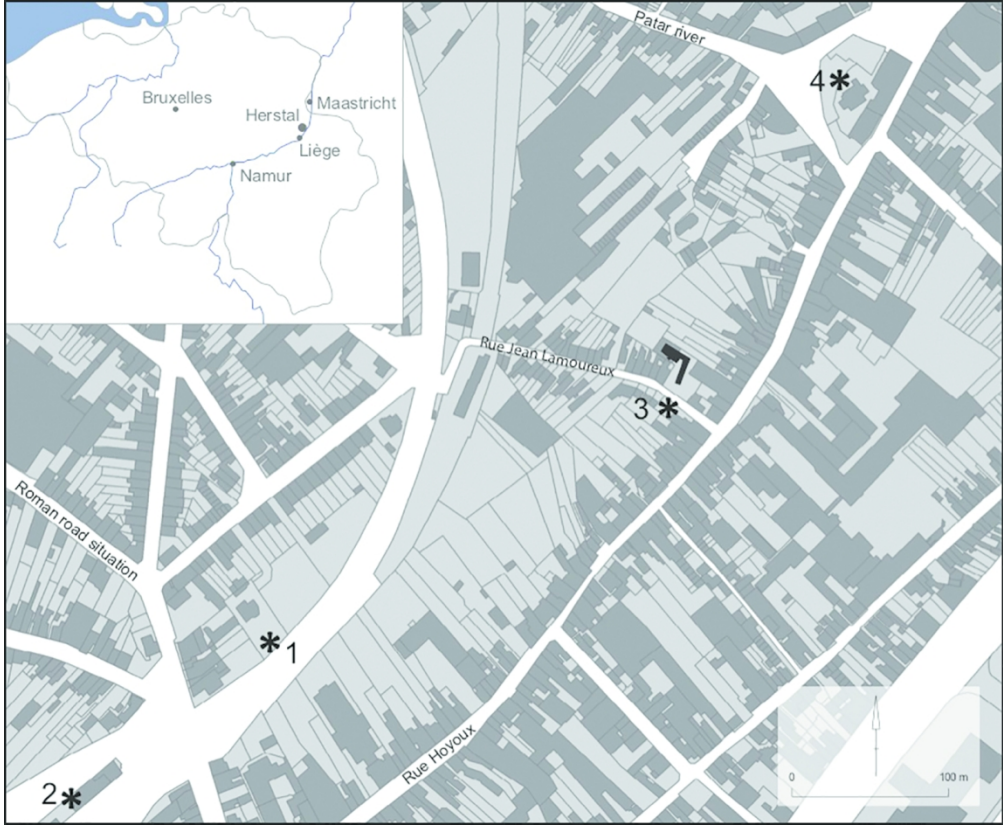 Patar river
4*
Bruxelles
Maastricht
Herstal
Liège
Namur
Rue Jean Lamoureux
3*
Roman road situation
*1
Rue Hoyoux
0 100 m
2*